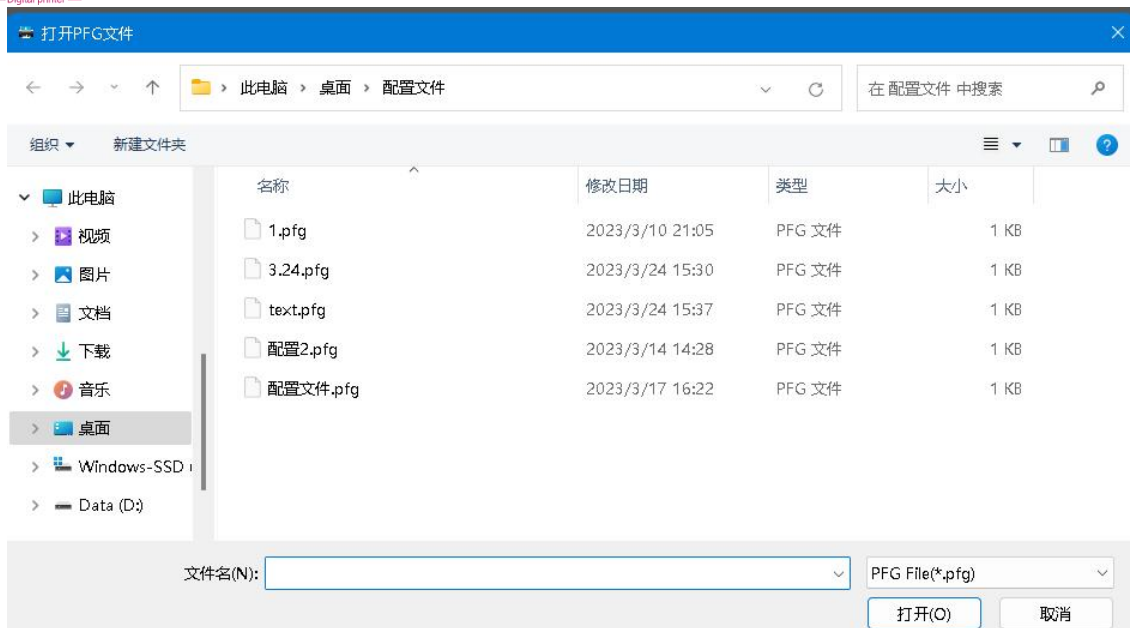 Digital printer
打开PFG文件
此电脑 > 桌面 > 配置文件
在 配置文件 中搜索
组织 新建文件夹
名称 修改日期 类型 大小
此电脑
视频
图片
文档
下载
音乐
桌面
Windows-SSD
Data (D:)
1.pfg 2023/3/10 21:05 PFG 文件 1 KB
3.24.pfg 2023/3/24 15:30 PFG 文件 1 KB
text.pfg 2023/3/24 15:37 PFG 文件 1 KB
配置2.pfg 2023/3/14 14:28 PFG 文件 1 KB
配置文件.pfg 2023/3/17 16:22 PFG 文件 1 KB
文件名(N):
PFG File(*.pfg)
打开(O) 取消